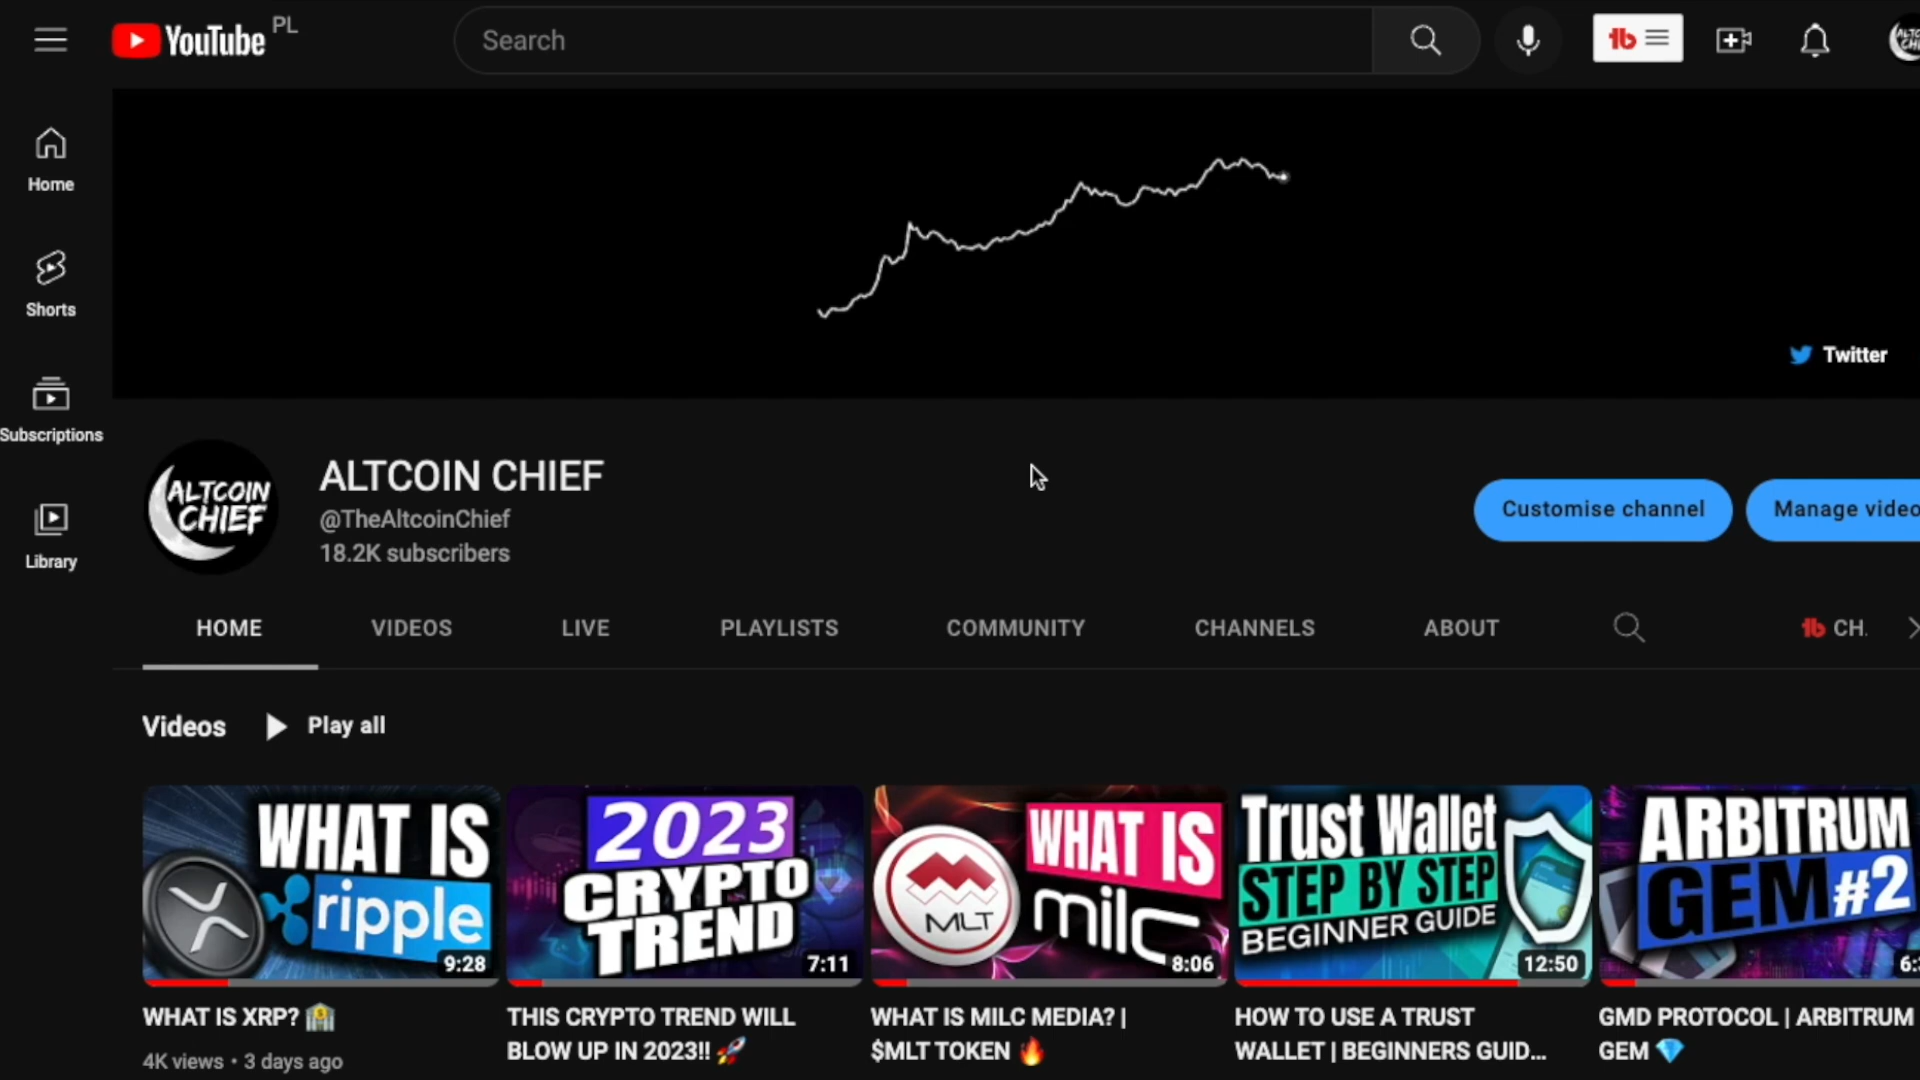 YouTube PL
Search
Home
Shorts
Subscriptions
Library
Twitter
ALTCOIN CHIEF
ALTCOIN CHIEF
@TheAltcoinChief
18.2K subscribers
Customise channel
Manage video
HOME VIDEOS LIVE PLAYLISTS COMMUNITY CHANNELS ABOUT CH.
Videos Play all
WHAT IS
ripple
9:28
2023
CRYPTO
TREND
7:11
WHAT IS
milc
MLT
8:06
Trust Wallet
STEP BY STEP
BEGINNER GUIDE
12:50
ARBITRUM
GEM #2
WHAT IS XRP?
4K views • 3 days ago
THIS CRYPTO TREND WILL
BLOW UP IN 2023!!
WHAT IS MILC MEDIA? |
$MLT TOKEN
HOW TO USE A TRUST
WALLET | BEGINNERS GUID...
GMD PROTOCOL | ARBITRUM
GEM